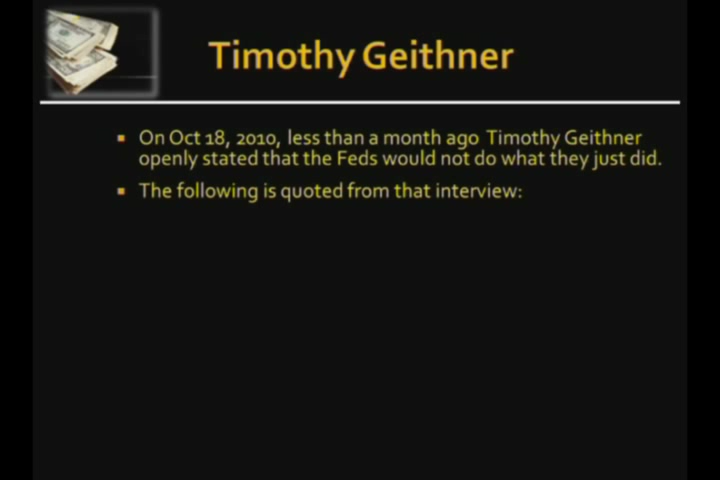 Timothy Geithner
On Oct 18, 2010, less than a month ago Timothy Geithner
openly stated that the Feds would not do what they just did.
The following is quoted from that interview: